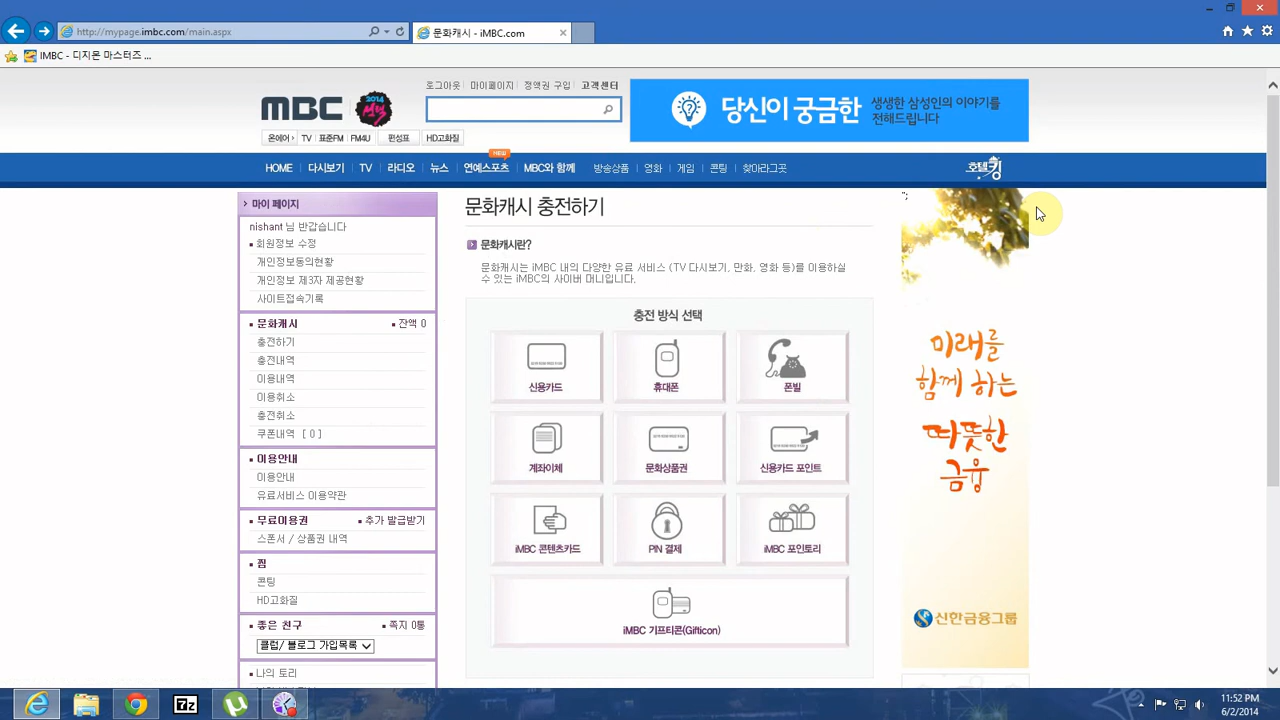 http://mypage.imbc.com/main.aspx
문화캐시 - iMBC.com
iMBC - 디지몬 마스터즈 ...
로그아웃 마이페이지 정액권 구입 고객센터
MBC 2014 선택
당신이 궁금한 생생한 삼성인의 이야기를
전해드립니다
온에어 TV 표준FM FM4U 편성표 HD고화질
NEW
HOME 다시보기 TV 라디오 뉴스 연예스포츠 MBC와 함께 방송상품 영화 게임 콘팅 찾아라그곳 호텔킹
마이 페이지
nishant 님 반갑습니다
회원정보 수정
개인정보동의현황
개인정보 제3자 제공현황
사이트접속기록
문화캐시 잔액 0
충전하기
충전내역
이용내역
이용취소
충전취소
쿠폰내역 [ 0 ]
이용안내
이용안내
유료서비스 이용약관
무료이용권 추가 발급받기
스폰서 / 상품권 내역
찜
콘팅
HD고화질
좋은 친구 쪽지 0통
클럽/ 블로그 가입목록
나의 토리
문화캐시 충전하기
문화캐시란?
문화캐시는 iMBC 내의 다양한 유료 서비스 (TV 다시보기, 만화, 영화 등)를 이용하실
수 있는 iMBC의 사이버 머니입니다.
충전 방식 선택
신용카드 휴대폰 폰빌
계좌이체 문화상품권 신용카드 포인트
iMBC 콘텐츠카드 PIN 결제 iMBC 포인토리
iMBC 기프티콘(Gifticon)
미래를
함께 하는
따뜻한
금융
신한금융그룹
7z
11:52 PM
6/2/2014